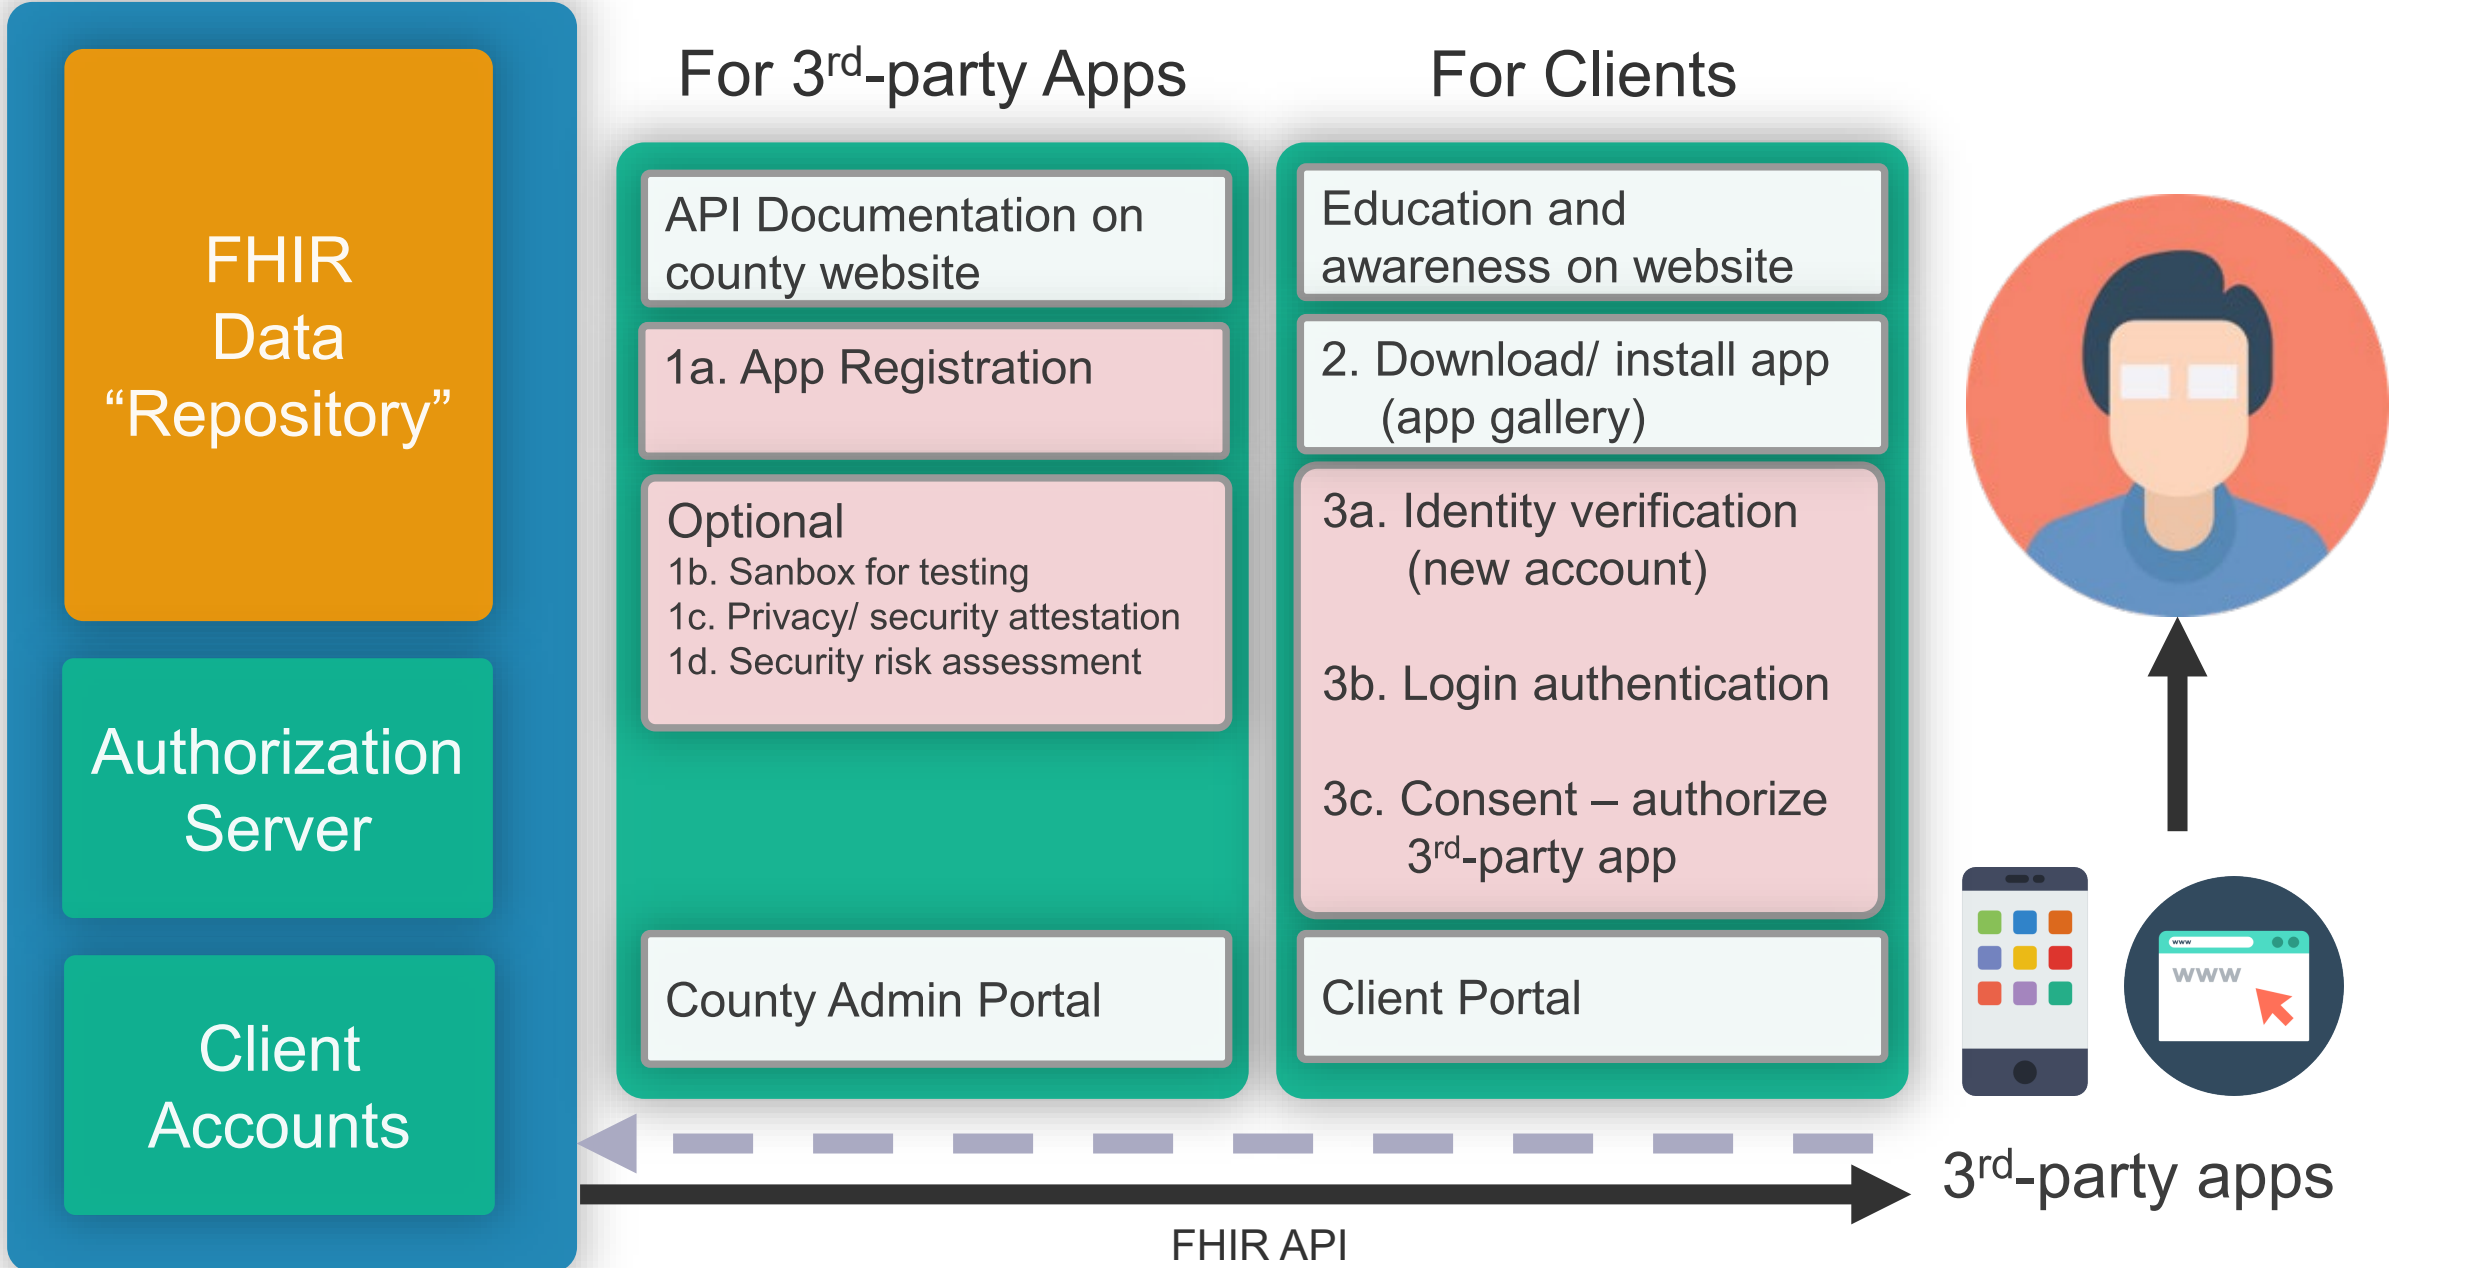 FHIR
Data
“Repository”
Authorization
Server
Client
Accounts
For 3rd-party Apps
API Documentation on
county website
1a. App Registration
Optional
1b. Sanbox for testing
1c. Privacy/ security attestation
1d. Security risk assessment
County Admin Portal
For Clients
Education and
awareness on website
2. Download/ install app
(app gallery)
3a. Identity verification
(new account)
3b. Login authentication
3c. Consent – authorize
3rd-party app
Client Portal
www
www
3rd-party apps
FHIR API